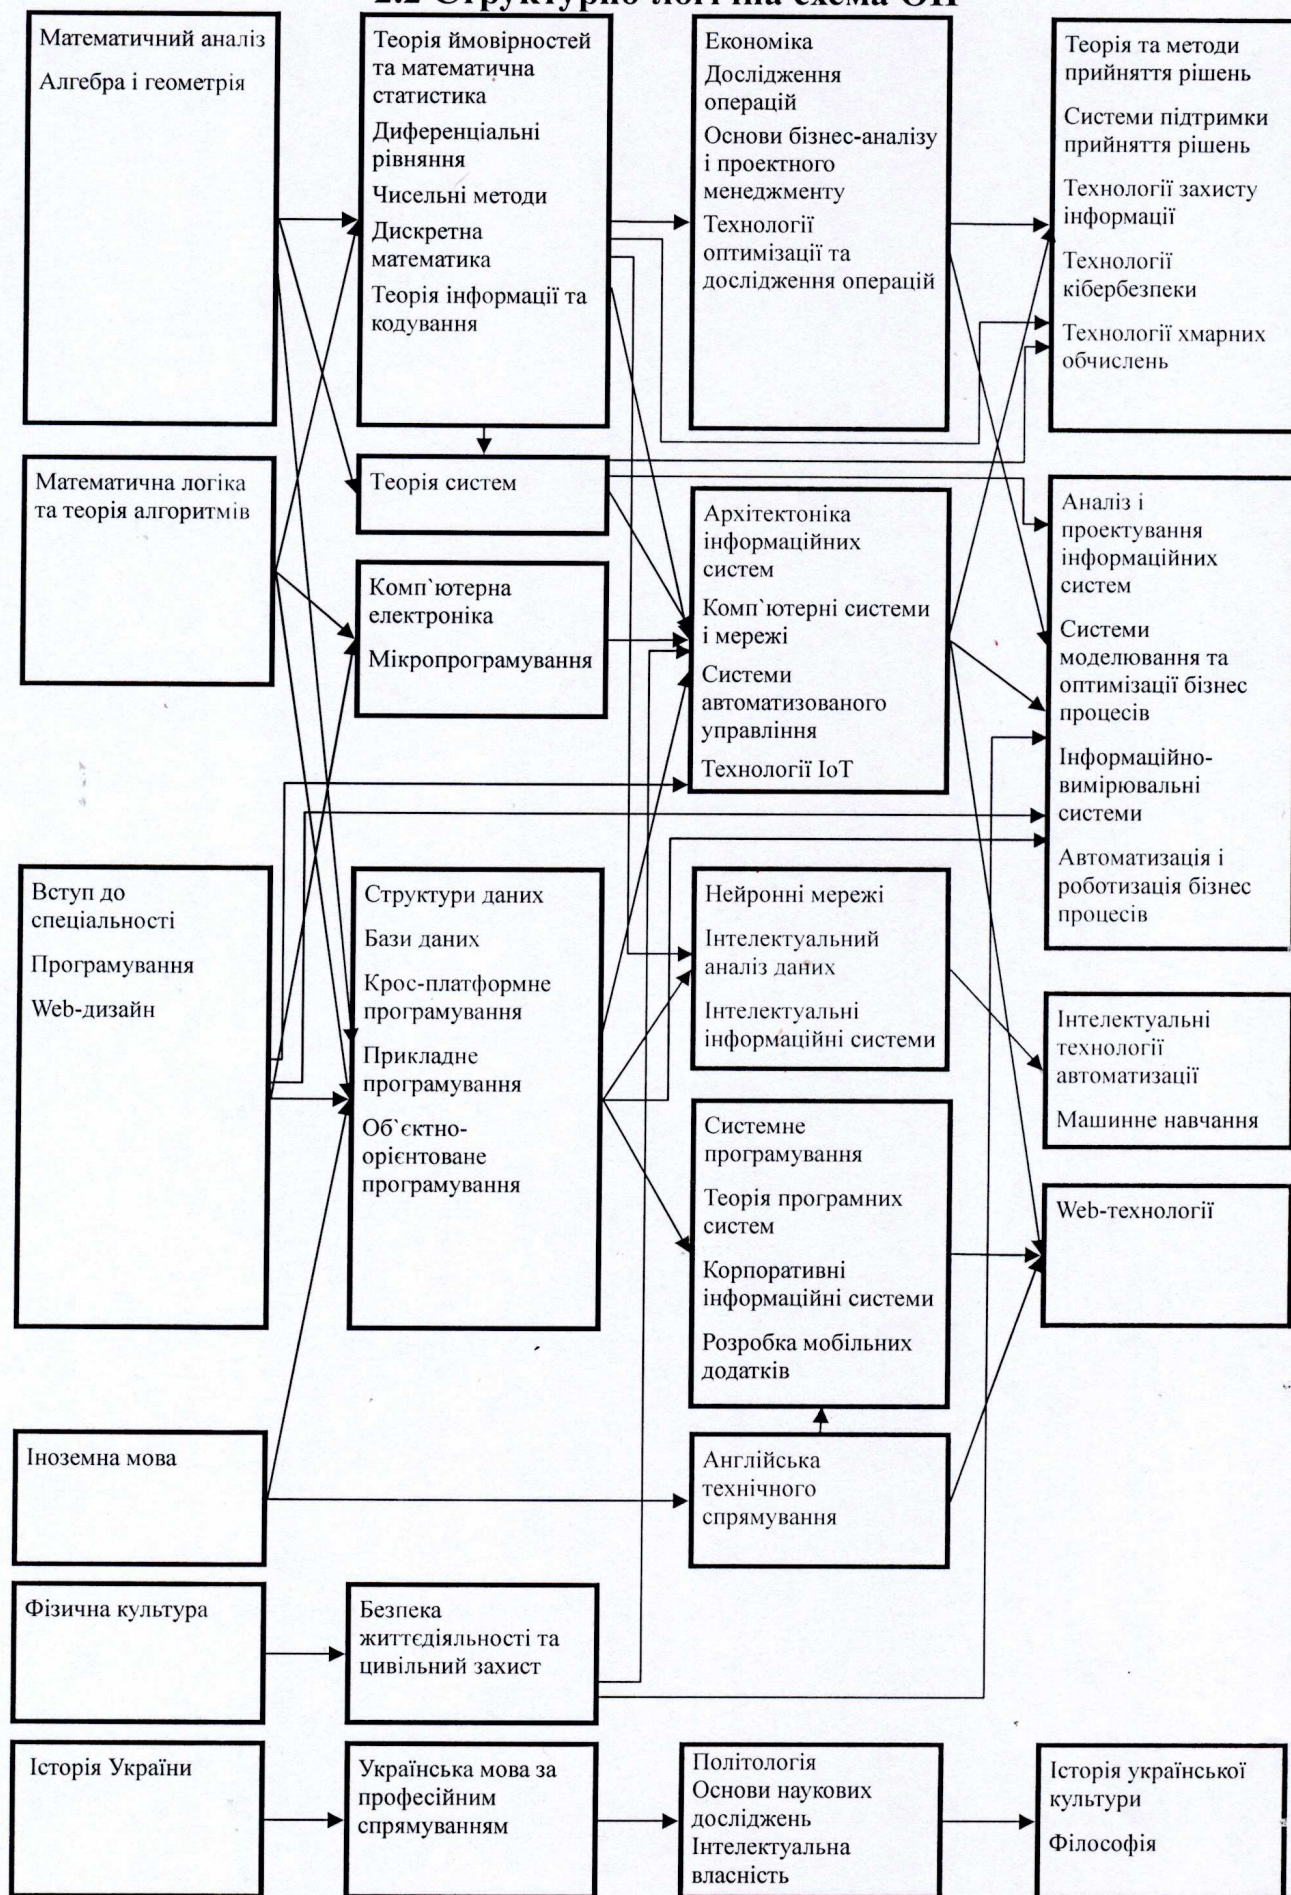 2.2 Структурно-логічна схема ОП
Математичний аналіз
Алгебра і геометрія
Теорія ймовірностей
та математична
статистика
Диференціальні
рівняння
Чисельні методи
Дискретна
математика
Теорія інформації та
кодування
Економіка
Дослідження
операцій
Основи бізнес-аналізу
і проектного
менеджменту
Технології
оптимізації та
дослідження операцій
Теорія та методи
прийняття рішень
Системи підтримки
прийняття рішень
Технології захисту
інформації
Технології
кібербезпеки
Технології хмарних
обчислень
Математична логіка
та теорія алгоритмів
Теорія систем
Комп`ютерна
електроніка
Мікропрограмування
Архітектоніка
інформаційних
систем
Комп`ютерні системи
і мережі
Системи
автоматизованого
управління
Технології ІоТ
Аналіз і
проектування
інформаційних
систем
Системи
моделювання та
оптимізації бізнес
процесів
Інформаційно-
вимірювальні
системи
Автоматизація і
роботизація бізнес
процесів
Вступ до
спеціальності
Програмування
Web-дизайн
Структури даних
Бази даних
Крос-платформне
програмування
Прикладне
програмування
Об`єктно-
орієнтоване
програмування
Нейронні мережі
Інтелектуальний
аналіз даних
Інтелектуальні
інформаційні системи
Інтелектуальні
технології
автоматизації
Машинне навчання
Системне
програмування
Теорія програмних
систем
Корпоративні
інформаційні системи
Розробка мобільних
додатків
Web-технології
Іноземна мова
Англійська
технічного
спрямування
Фізична культура
Безпека
життєдіяльності та
цивільний захист
Історія України
Українська мова за
професійним
спрямуванням
Політологія
Основи наукових
досліджень
Інтелектуальна
власність
Історія української
культури
Філософія